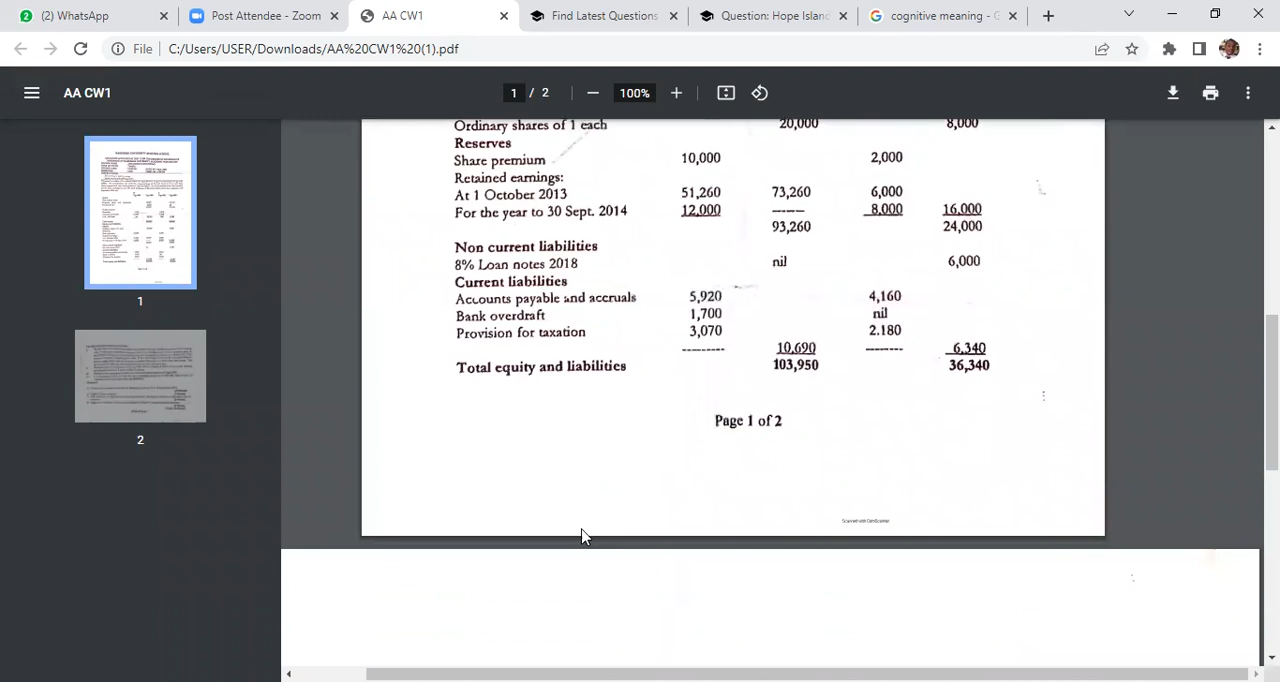 (2) WhatsApp
Post Attendee - Zoom
AA CW1
Find Latest Questions
Question: Hope Islan
cognitive meaning - G
File C:/Users/USER/Downloads/AA%20CW1%20(1).pdf
AA CW1
1 / 2
100%
1
2
Ordinary shares of 1 each 20,000 8,000
Reserves
Share premium 10,000 2,000
Retained earnings:
At 1 October 2013 51,260 73,260 6,000
For the year to 30 Sept. 2014 12,000 ----- 8,000 16,000
93,260 24,000
Non current liabilities
8% Loan notes 2018 nil 6,000
Current liabilities
Accounts payable and accruals 5,920 4,160
Bank overdraft 1,700 nil
Provision for taxation 3,070 2.180
-------- 10,690 ------- 6,340
Total equity and liabilities 103,950 36,340
Page 1 of 2
Scanned with CamScanner